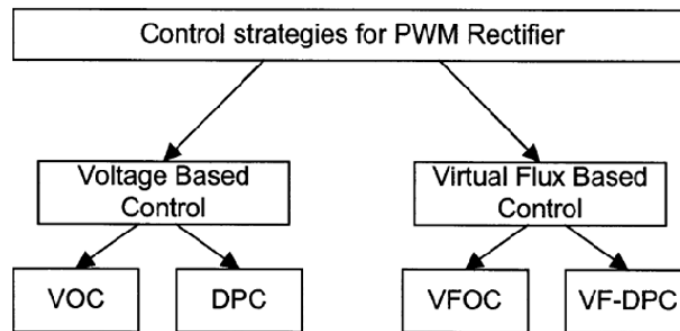 Control strategies for PWM Rectifier
Voltage Based
Control
Virtual Flux Based
Control
VOC
DPC
VFOC
VF-DPC